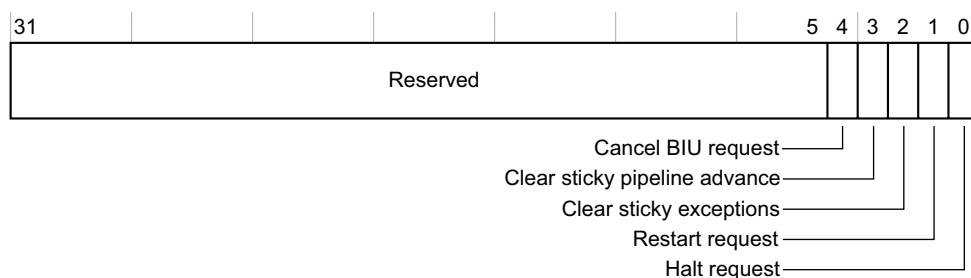 31 5 4 3 2 1 0
Reserved
Cancel BIU request
Clear sticky pipeline advance
Clear sticky exceptions
Restart request
Halt request